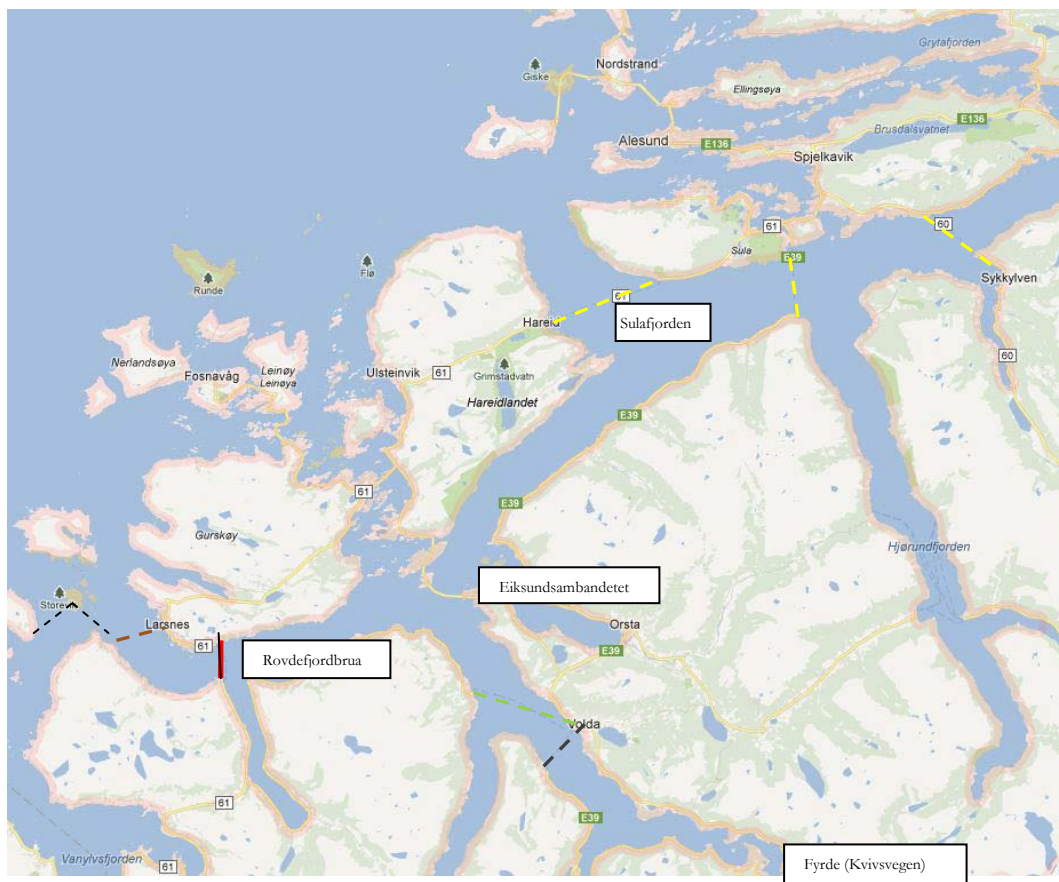 Grytafjorden
Nordstrand
Giske
Ellingsøya
E136
Brusdalsvatnet
Alesund
E136
Spjelkavik
61
60
Sula
E39
Flø
Sykkylven
Runde
61
Hareid
Sulafjorden
Nerlandsøya
Leinøy
Leinøya
Fosnavåg
Ulsteinvik
61
Grimstadvatn
60
Hareidlandet
E39
61
E39
Gurskøy
Hjørundfjorden
Eiksundsambandetet
Larsnes
Orsta
61
Rovdefjordbrua
E39
Volda
61
E39
Vanylvsfjorden
61
Fyrde (Kvivsvegen)